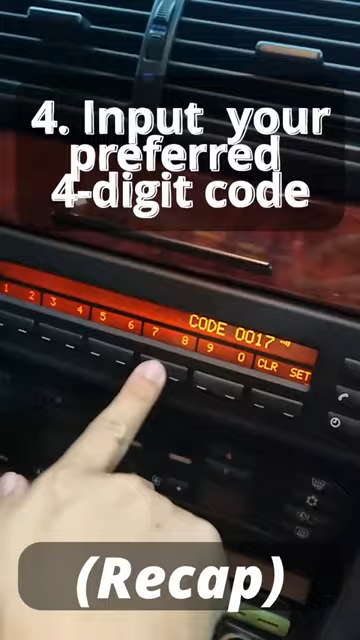 4. Input your
preferred
4-digit code
CODE 0017
1 2 3 4 5 6 7 8 9 0 CLR SET
(Recap)